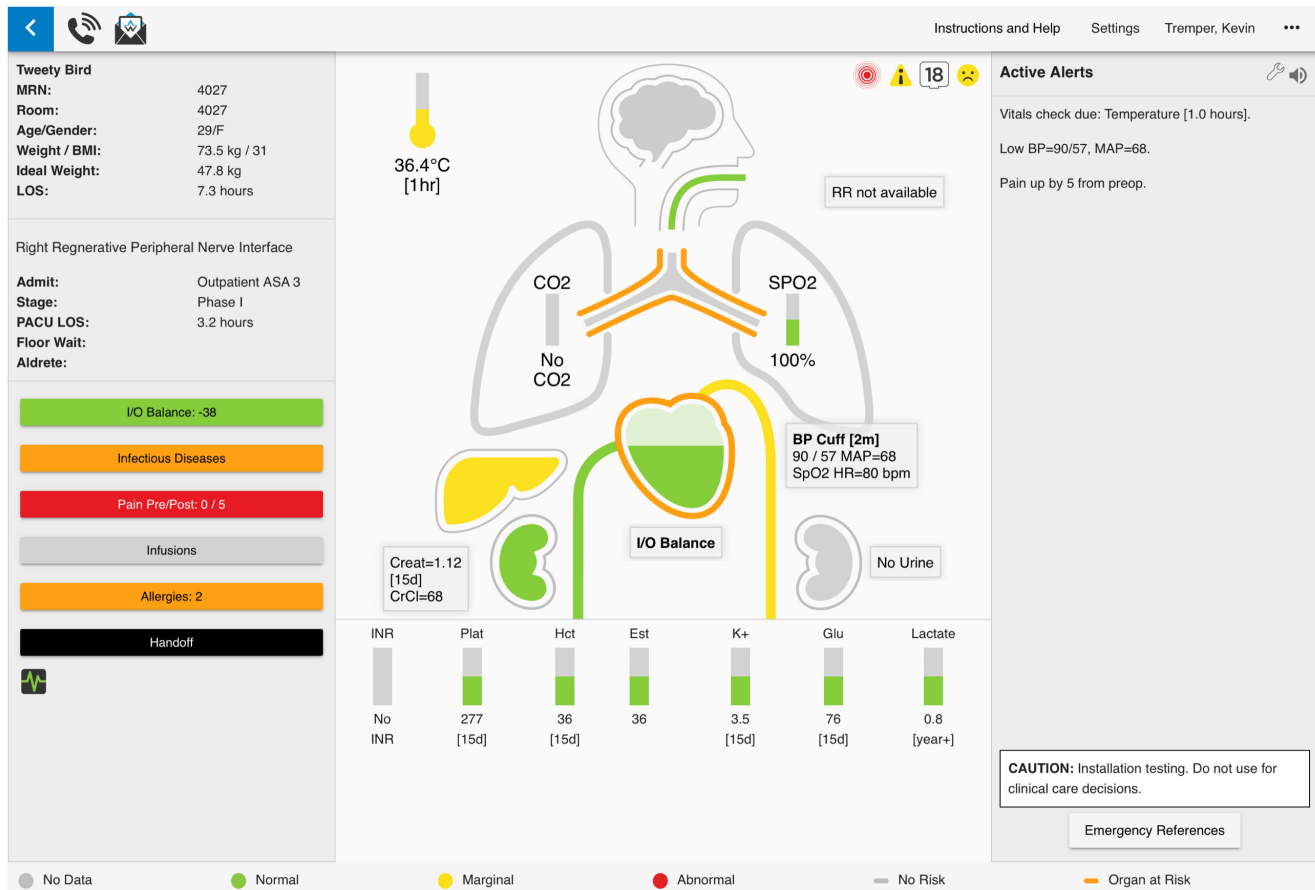 Instructions and Help Settings Tremper, Kevin •••
Tweety Bird
MRN: 4027
Room: 4027
Age/Gender: 29/F
Weight / BMI: 73.5 kg / 31
Ideal Weight: 47.8 kg
LOS: 7.3 hours
Right Regnerative Peripheral Nerve Interface
Admit: Outpatient ASA 3
Stage: Phase I
PACU LOS: 3.2 hours
Floor Wait:
Aldrete:
I/O Balance: -38
Infectious Diseases
Pain Pre/Post: 0 / 5
Infusions
Allergies: 2
Handoff
36.4°C
[1hr]
18
RR not available
CO2
No
CO2
SPO2
100%
BP Cuff [2m]
90 / 57 MAP=68
SpO2 HR=80 bpm
I/O Balance
Creat=1.12
[15d]
CrCl=68
No Urine
INR Plat Hct Est K+ Glu Lactate
No 277 36 36 3.5 76 0.8
INR [15d] [15d] [15d] [15d] [year+]
Active Alerts
Vitals check due: Temperature [1.0 hours].
Low BP=90/57, MAP=68.
Pain up by 5 from preop.
CAUTION: Installation testing. Do not use for
clinical care decisions.
Emergency References
No Data Normal Marginal Abnormal No Risk Organ at Risk